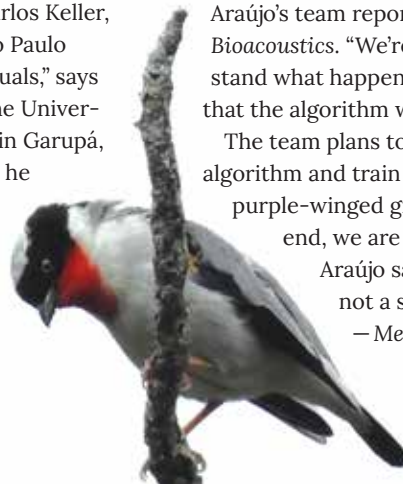 arlos Keller,
o Paulo
uals,” says
he Univer-
in Garupá,
he
Araújo’s team repor
Bioacoustics. “We’re
stand what happen
that the algorithm w
The team plans to
algorithm and train
purple-winged g
end, we are
Araújo sa
not a s
— Me